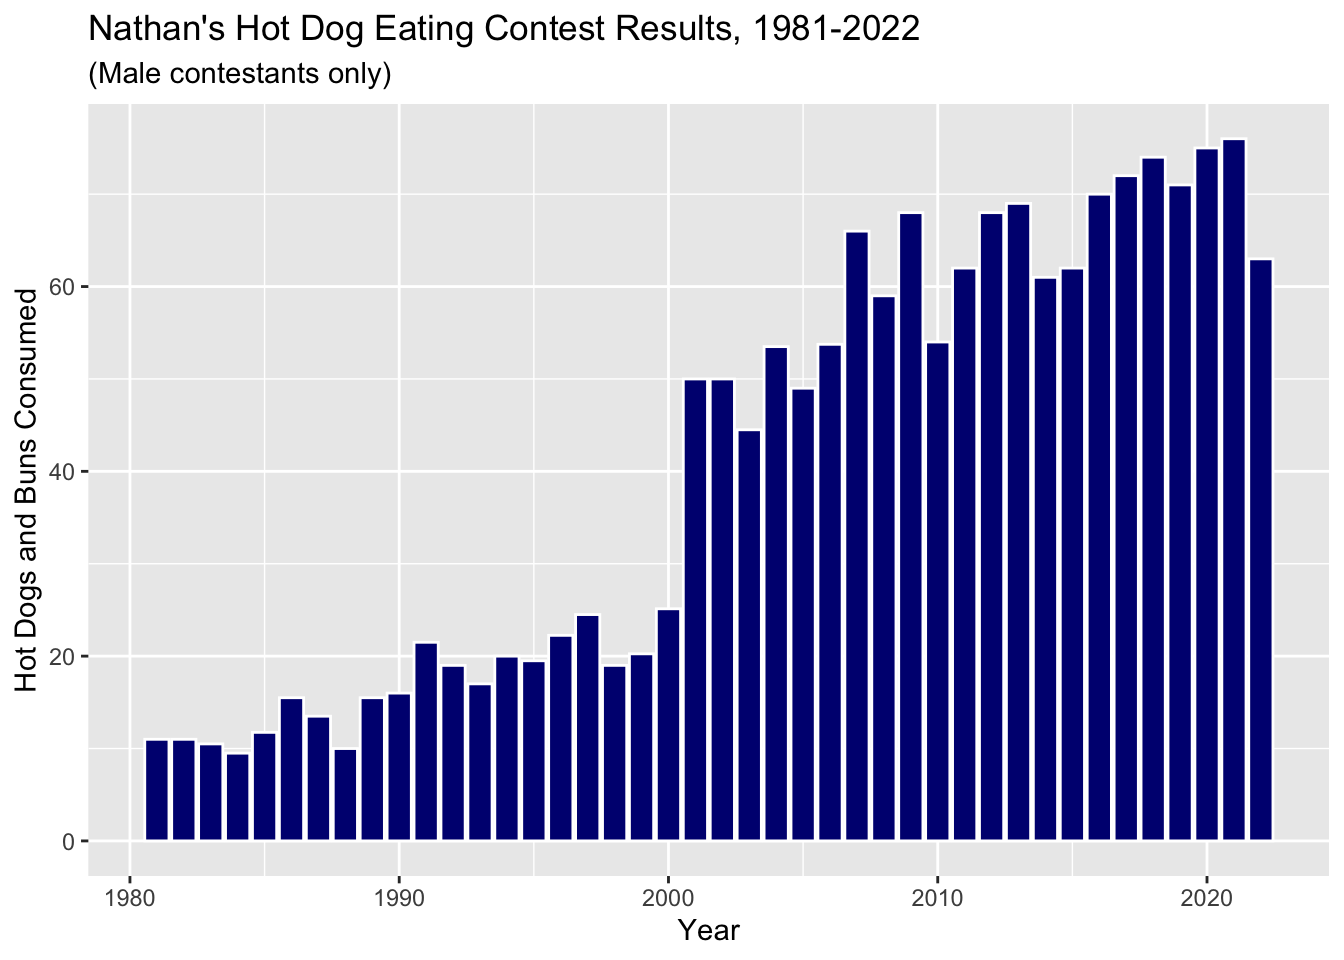 Nathan's Hot Dog Eating Contest Results, 1981-2022
(Male contestants only)
Hot Dogs and Buns Consumed
60
40
20
0
1980 1990 2000 2010 2020
Year